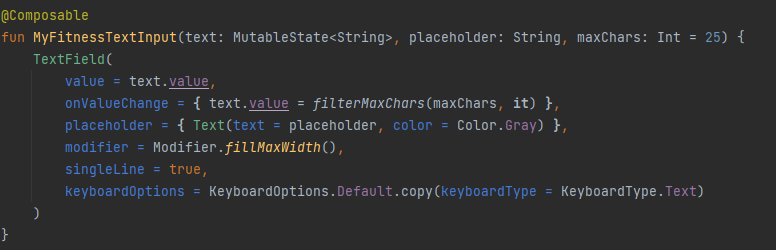 @Composable
fun MyFitnessTextInput(text: MutableState<String>, placeholder: String, maxChars: Int = 25) {
    TextField(
        value = text.value,
        onValueChange = { text.value = filterMaxChars(maxChars, it) },
        placeholder = { Text(text = placeholder, color = Color.Gray) },
        modifier = Modifier.fillMaxWidth(),
        singleLine = true,
        keyboardOptions = KeyboardOptions.Default.copy(keyboardType = KeyboardType.Text)
    )
}